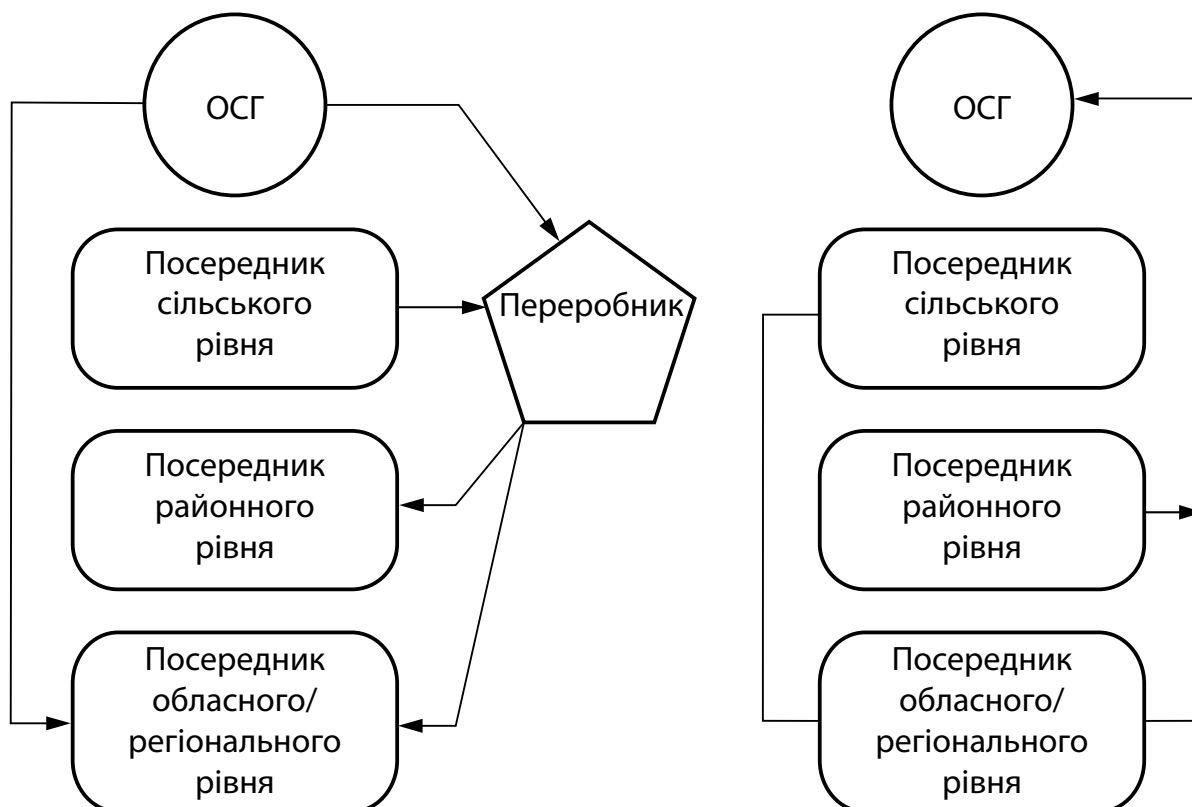 ОСГ
Посередник
сільського
рівня
Переробник
Посередник
районного
рівня
Посередник
обласного/
регіонального
рівня
ОСГ
Посередник
сільського
рівня
Посередник
районного
рівня
Посередник
обласного/
регіонального
рівня